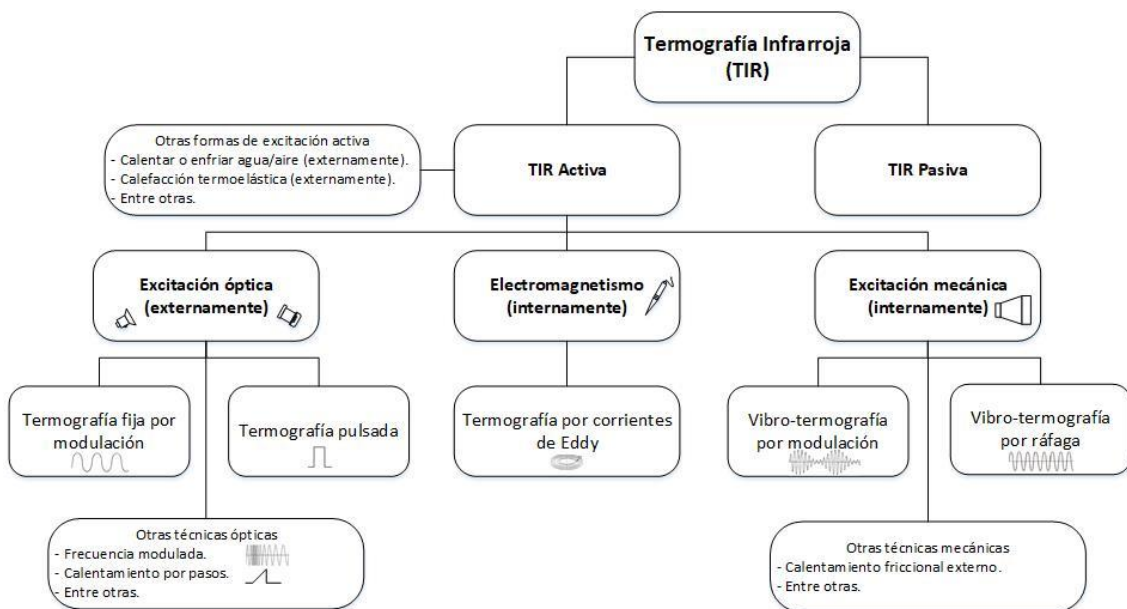 Termografía Infrarroja
(TIR)
Otras formas de excitación activa
- Calentar o enfriar agua/aire (externamente).
- Calefacción termoelástica (externamente).
- Entre otras.
TIR Activa
TIR Pasiva
Excitación óptica
(externamente)
Electromagnetismo
(internamente)
Excitación mecánica
(internamente)
Termografía fija por
modulación
Termografía pulsada
Termografía por corrientes
de Eddy
Vibro-termografía
por modulación
Vibro-termografía
por ráfaga
Otras técnicas ópticas
- Frecuencia modulada.
- Calentamiento por pasos.
- Entre otras.
Otras técnicas mecánicas
- Calentamiento friccional externo.
- Entre otras.